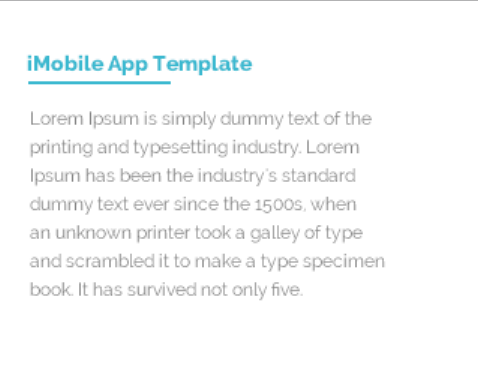 iMobile App Template
Lorem Ipsum is simply dummy text of the
printing and typesetting industry. Lorem
Ipsum has been the industry's standard
dummy text ever since the 1500s, when
an unknown printer took a galley of type
and scrambled it to make a type specimen
book. It has survived not only five.